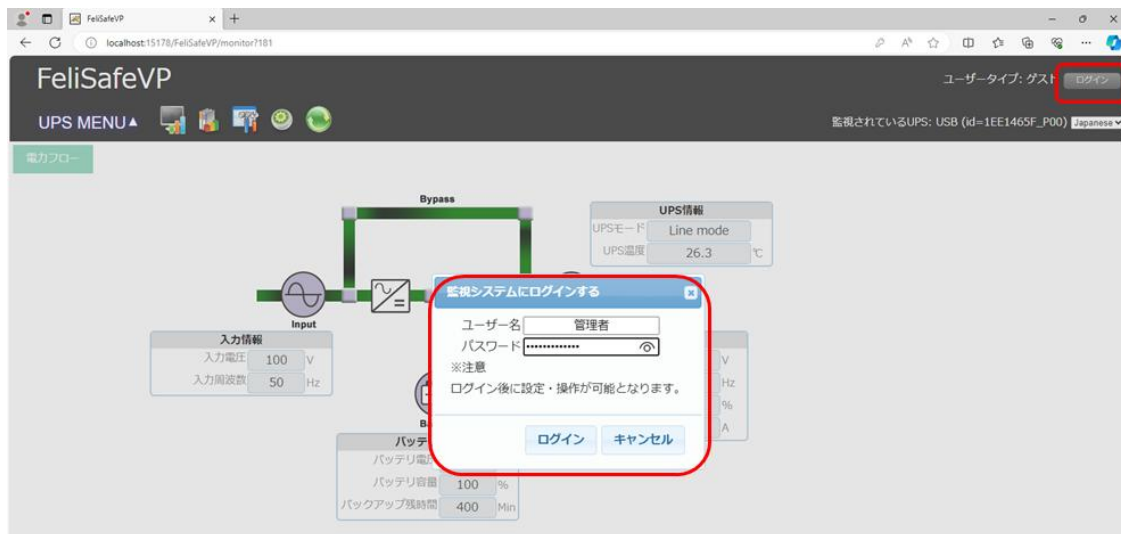 FeliSafeVP
localhost:15178/FeliSafeVP/monitor?181
FeliSafeVP
ユーザータイプ: ゲスト ログイン
UPS MENU▲
監視されているUPS: USB (id=1EE1465F_P00) Japanese
電力フロー
Bypass
UPS情報
UPSモード Line mode
UPS温度 26.3 ℃
監視システムにログインする
ユーザー名 管理者
パスワード •••••••••••••
※注意
ログイン後に設定・操作が可能となります。
ログイン キャンセル
Input
入力情報
入力電圧 100 V
入力周波数 50 Hz
V
Hz
%
A
バッテ
バッテリ電
バッテリ容量 100 %
バックアップ残時間 400 Min